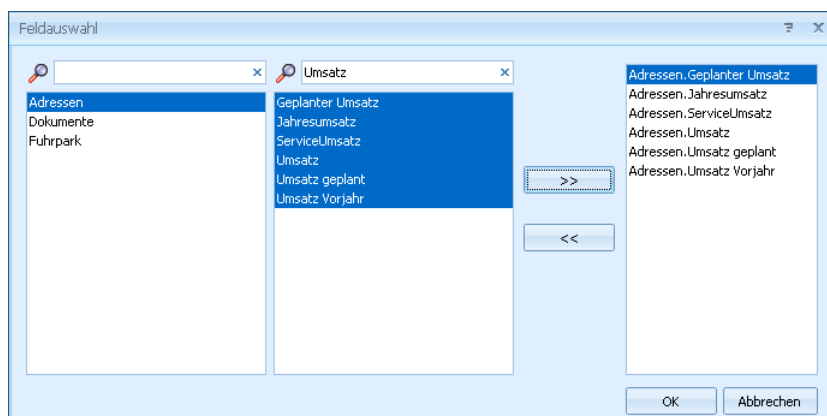 Feldauswahl
Umsatz
Adressen
Dokumente
Fuhrpark
Geplanter Umsatz
Jahresumsatz
ServiceUmsatz
Umsatz
Umsatz geplant
Umsatz Vorjahr
>>
<<
Adressen.Geplanter Umsatz
Adressen.Jahresumsatz
Adressen.ServiceUmsatz
Adressen.Umsatz
Adressen.Umsatz geplant
Adressen.Umsatz Vorjahr
OK
Abbrechen